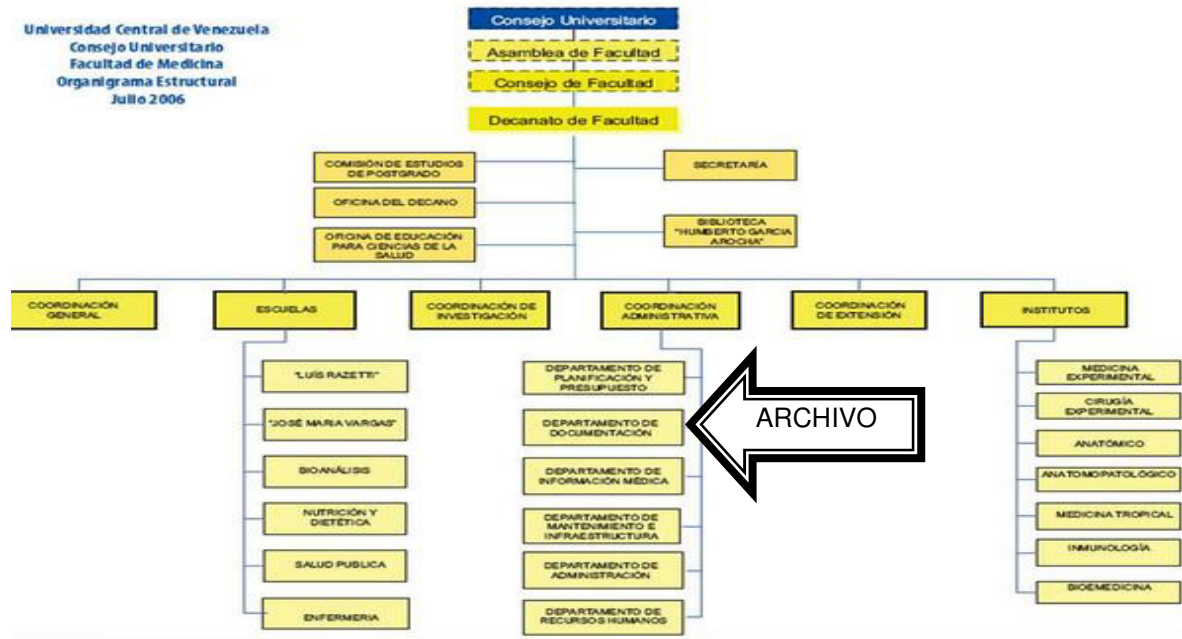 Universidad Central de Venezuela
Consejo Universitario
Facultad de Medicina
Organigrama Estructural
Julio 2006
Consejo Universitario
Asamblea de Facultad
Consejo de Facultad
Decanato de Facultad
COMISIÓN DE ESTUDIOS
DE POSTGRADO
SECRETARÍA
OFICINA DEL DECANO
BIBLIOTECA
"HUMBERTO GARCIA
AROCHA"
OFICINA DE EDUCACIÓN
PARA CIENCIAS DE LA
SALUD
COORDINACIÓN
GENERAL
ESCUELAS
COORDINACIÓN DE
INVESTIGACIÓN
COORDINACIÓN
ADMINISTRATIVA
COORDINACIÓN
DE EXTENSIÓN
INSTITUTOS
"LUÍS RAZETTI"
"JOSÉ MARIA VARGAS"
BIOANÁLISIS
NUTRICIÓN Y
DIETÉTICA
SALUD PUBLICA
ENFERMERIA
DEPARTAMENTO DE
PLANIFICACIÓN Y
PRESUPUESTO
DEPARTAMENTO DE
DOCUMENTACIÓN
DEPARTAMENTO DE
INFORMACIÓN MÉDICA
DEPARTAMENTO DE
MANTENIMIENTO E
INFRAESTRUCTURA
DEPARTAMENTO DE
ADMINISTRACIÓN
DEPARTAMENTO DE
RECURSOS HUMANOS
ARCHIVO
MEDICINA
EXPERIMENTAL
CIRUGÍA
EXPERIMENTAL
ANATÓMICO
ANATOMOPATOLÓGICO
MEDICINA TROPICAL
INMUNOLOGÍA
BIOMEDICINA